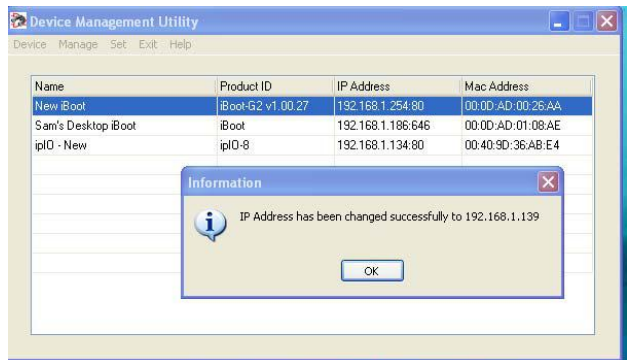 Device Management Utility
Device Manage Set Exit Help
Name Product ID IP Address Mac Address
New iBoot iBoot-G2 v1.00.27 192.168.1.254:80 00:0D:AD:00:26:AA
Sam's Desktop iBoot iBoot 192.168.1.186:646 00:0D:AD:01:08:AE
ipIO - New ipIO-8 192.168.1.134:80 00:40:9D:36:AB:E4
Information
IP Address has been changed successfully to 192.168.1.139
OK